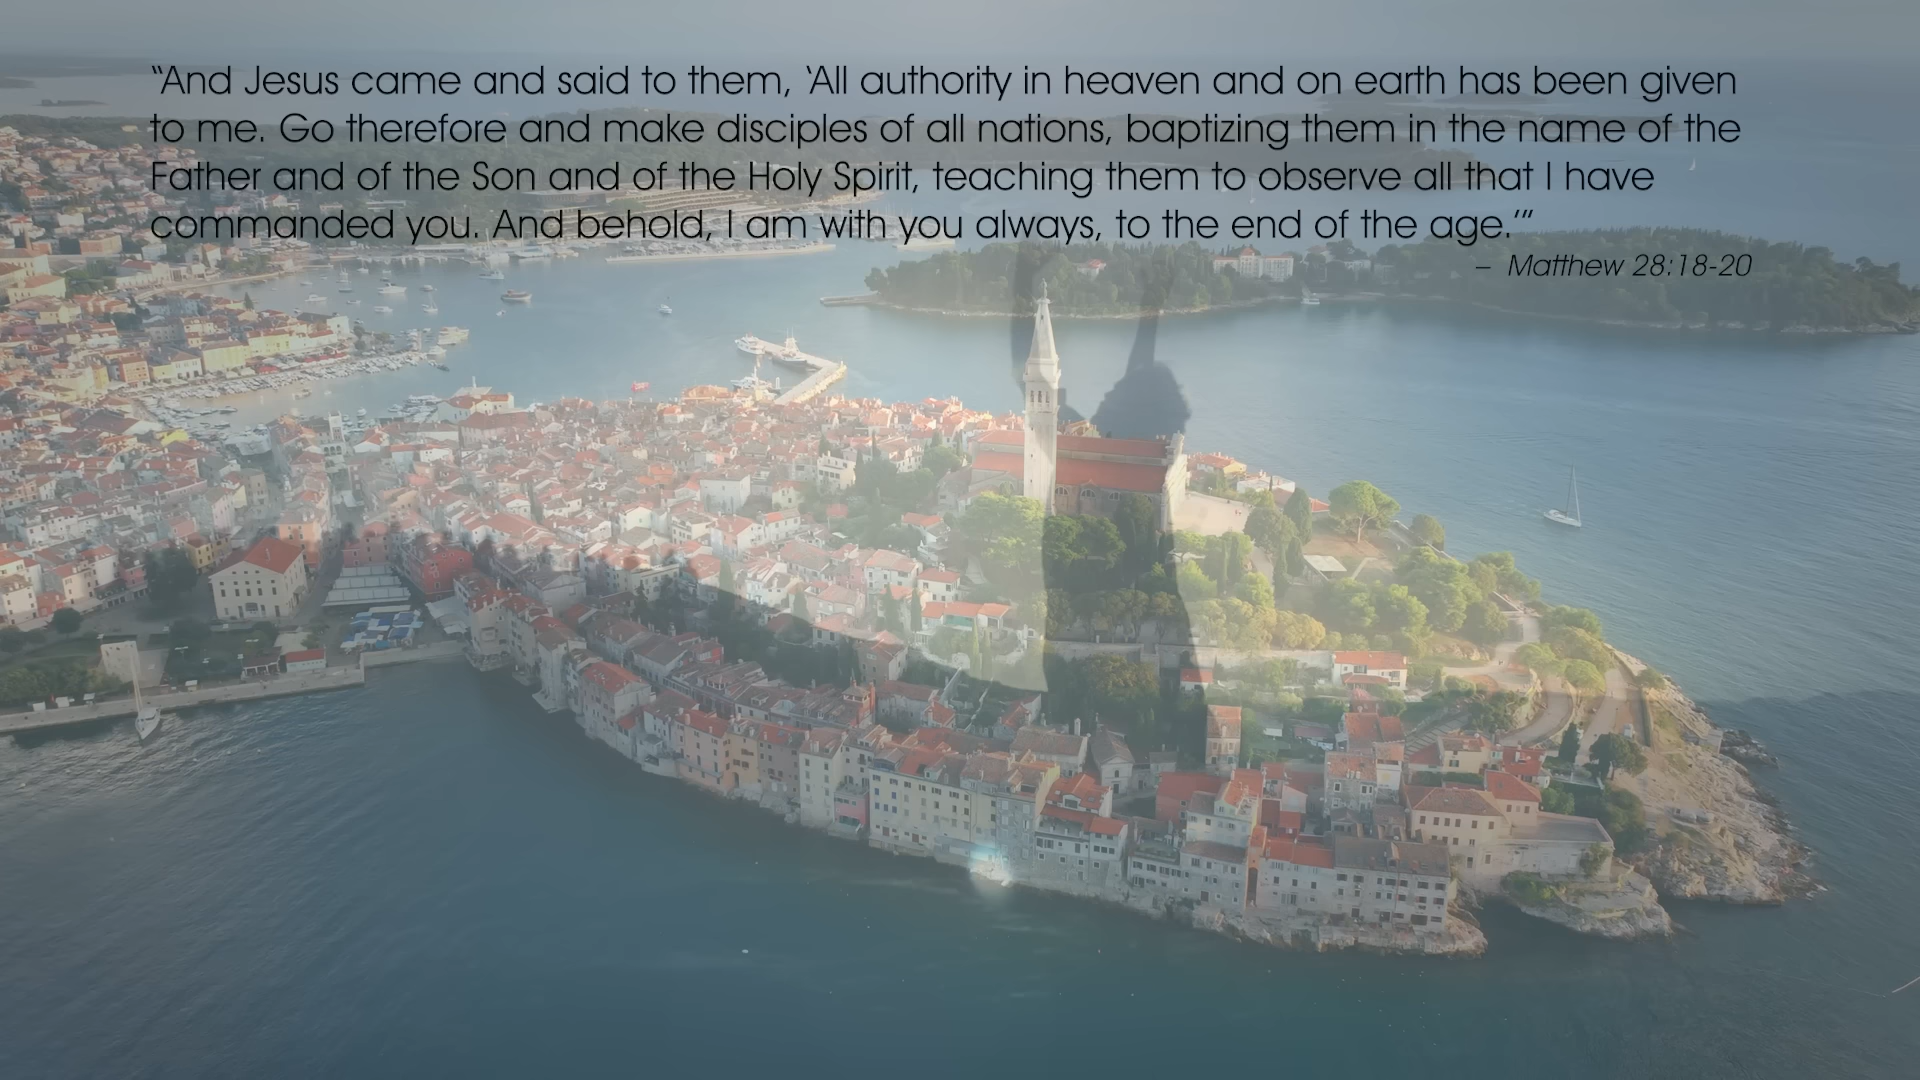 “And Jesus came and said to them, ‘All authority in heaven and on earth has been given
to me. Go therefore and make disciples of all nations, baptizing them in the name of the
Father and of the Son and of the Holy Spirit, teaching them to observe all that I have
commanded you. And behold, I am with you always, to the end of the age.’”
– Matthew 28:18-20